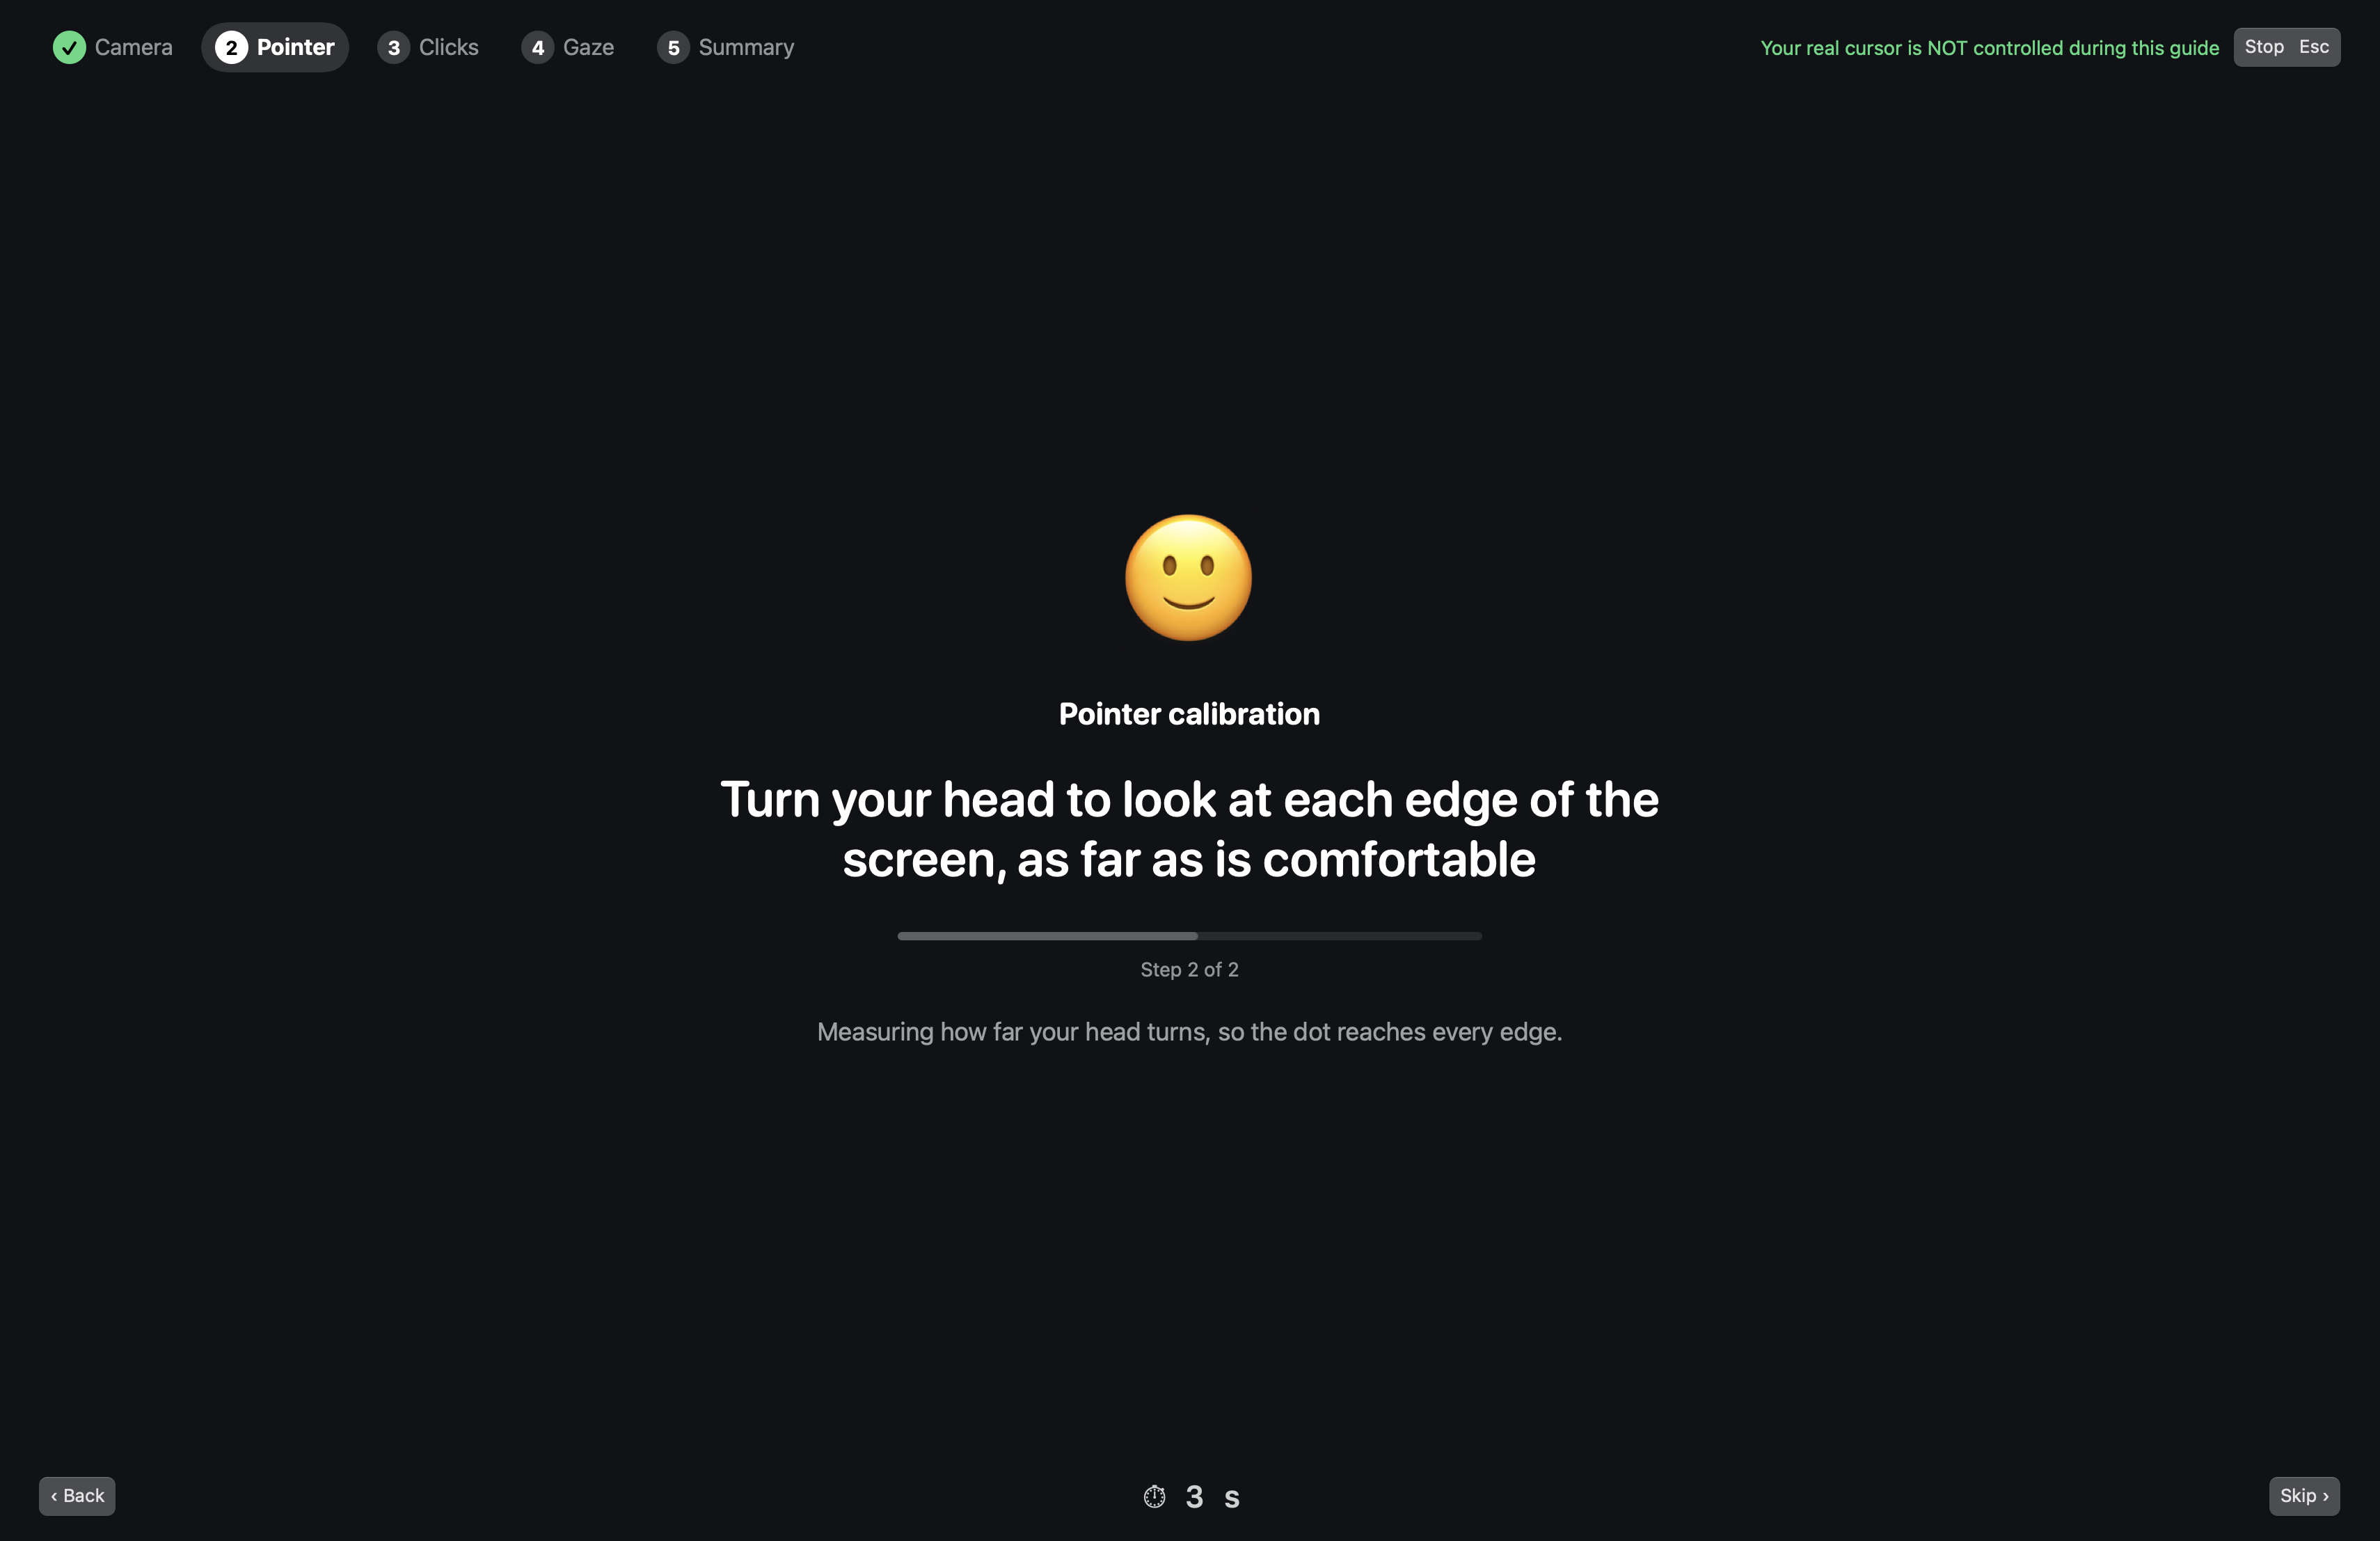 Camera
2 Pointer
3 Clicks
4 Gaze
5 Summary
Your real cursor is NOT controlled during this guide
Stop Esc
Pointer calibration
Turn your head to look at each edge of the
screen, as far as is comfortable
Step 2 of 2
Measuring how far your head turns, so the dot reaches every edge.
‹ Back
3 s
Skip ›